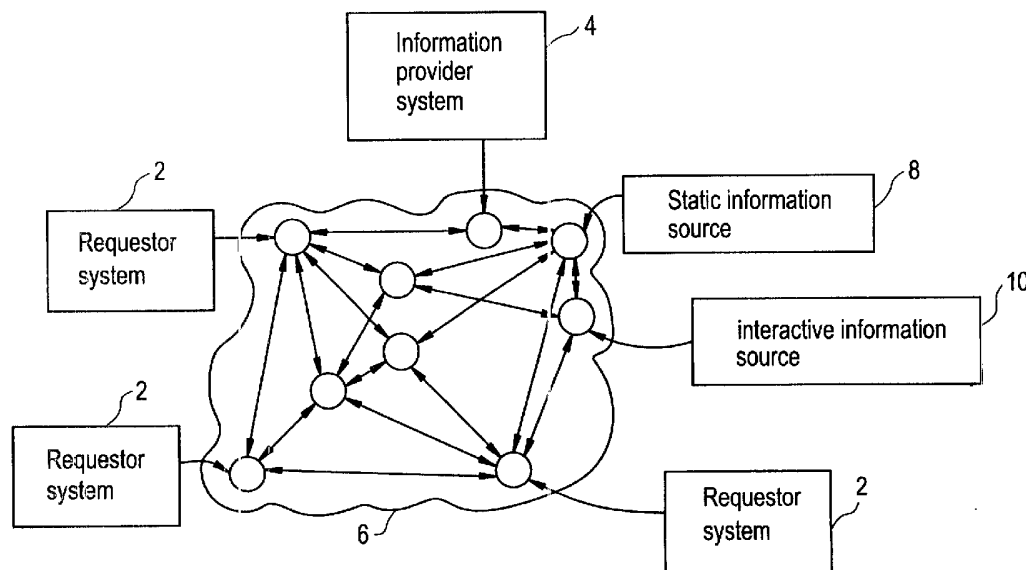 Information
provider
system
4
2
Requestor
system
Static information
source
8
interactive information
source
10
2
Requestor
system
6
Requestor
system
2